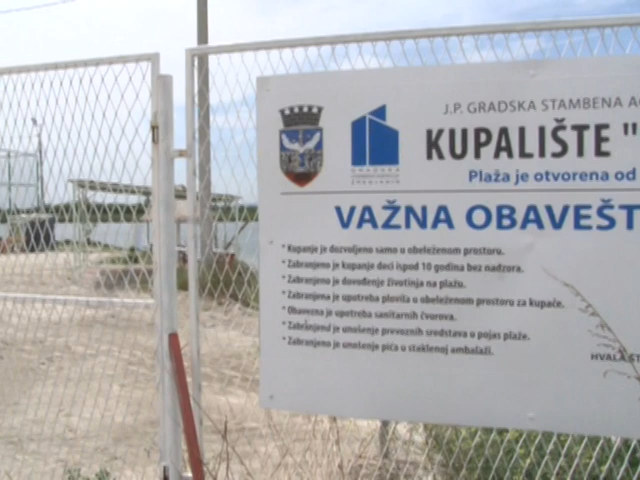 J.P. GRADSKA STAMBENA
KUPALIŠTE "
Plaža je otvorena od
GRADSKA
VAŽNA OBAVEŠT
* Kupanje je dozvoljeno samo u obeleženom prostoru.
* Zabranjeno je kupanje deci ispod 10 godina bez nadzora.
* Zabranjeno je dovođenje životinja na plažu.
* Zabranjena je upotreba plovila u obeleženom prostoru za kupače.
* Obavezna je upotreba sanitarnih čvorova.
* Zabranjeno je unošenje prevoznih sredstava u pojas plaže.
* Zabranjeno je unošenje pića u staklenoj ambalaži.
HVALA